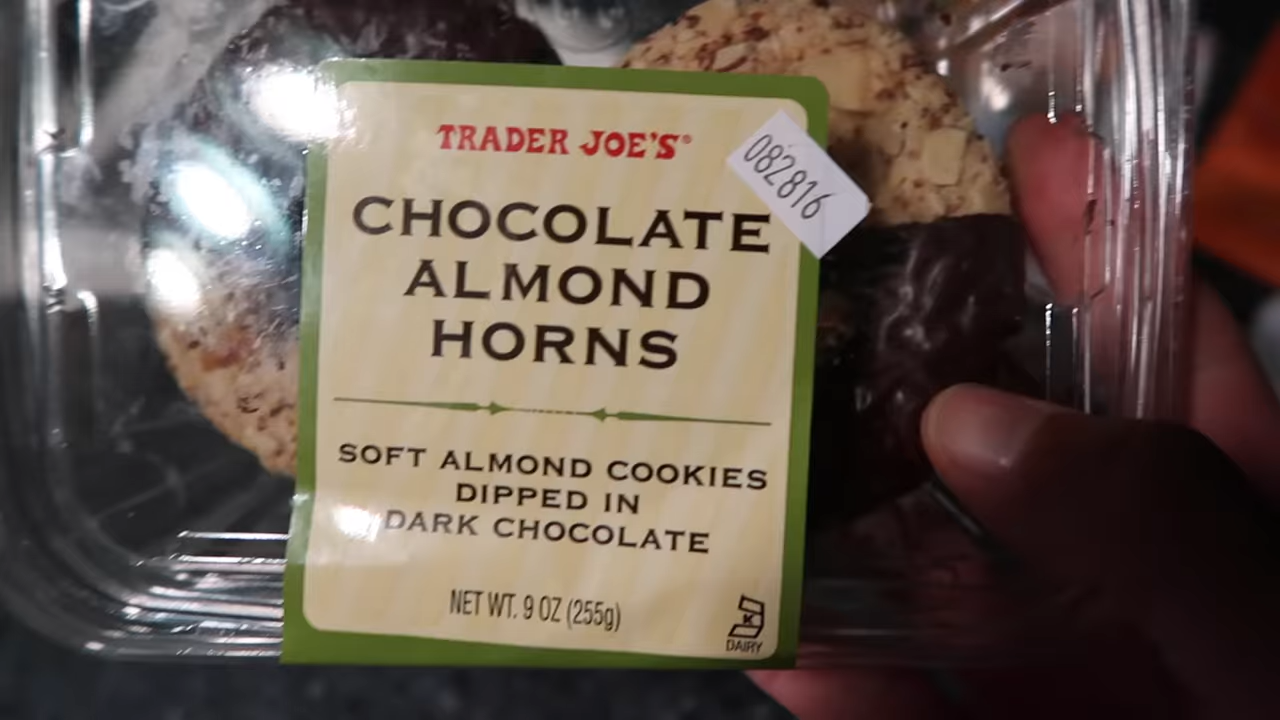 TRADER JOE'S®
082816
CHOCOLATE
ALMOND
HORNS
SOFT ALMOND COOKIES
DIPPED IN
DARK CHOCOLATE
NET WT. 9 OZ (255g)
K
DAIRY